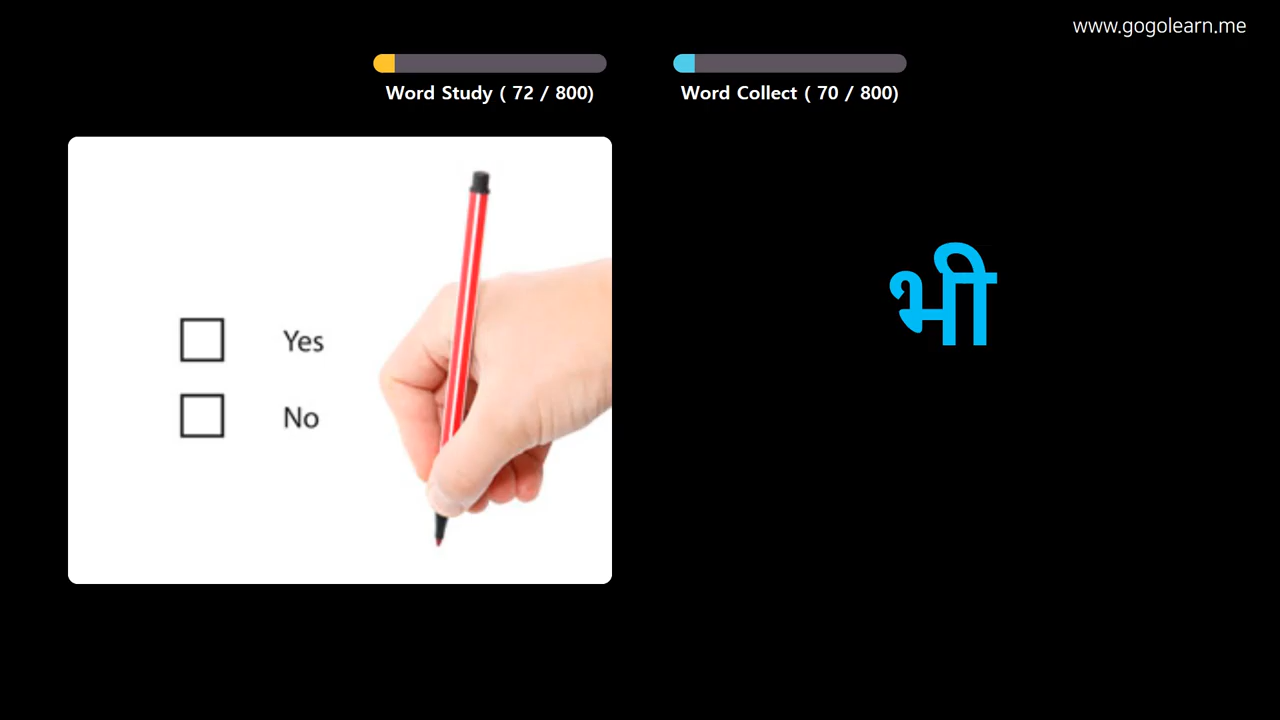 www.gogolearn.me
Word Study ( 72 / 800)
Word Collect ( 70 / 800)
Yes
No
भी